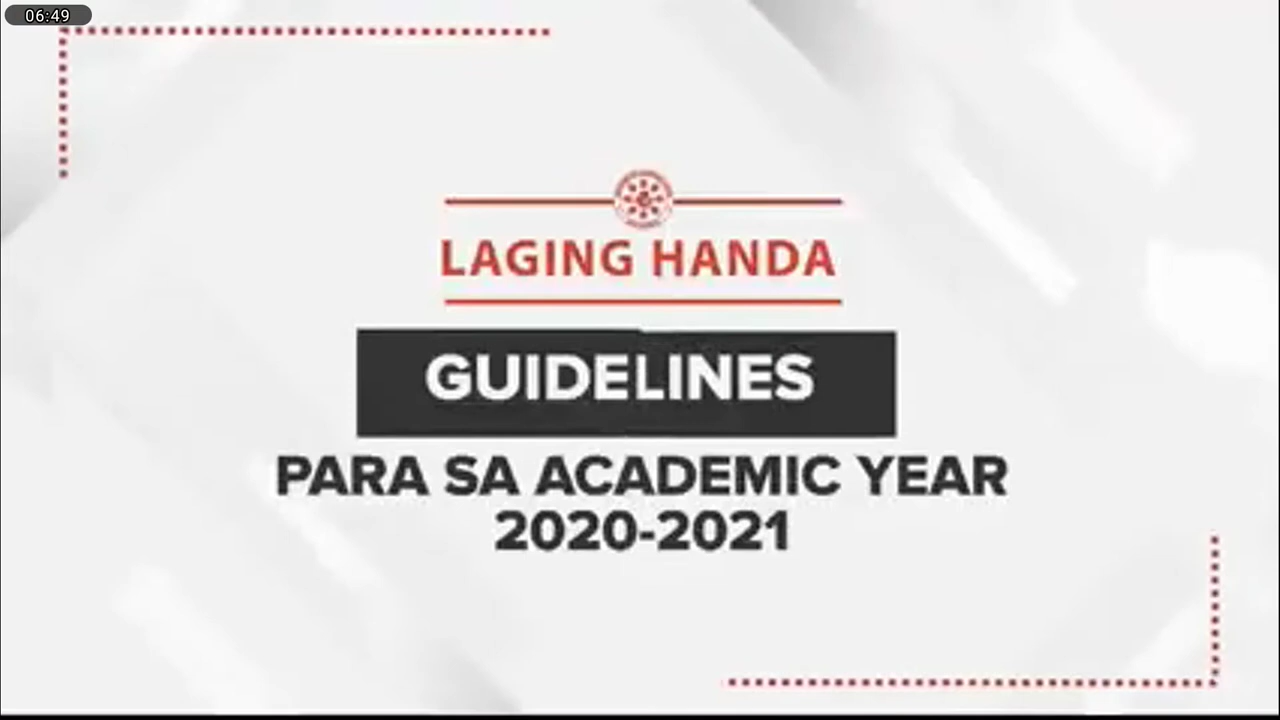 06:49
LAGING HANDA
GUIDELINES
PARA SA ACADEMIC YEAR
2020-2021